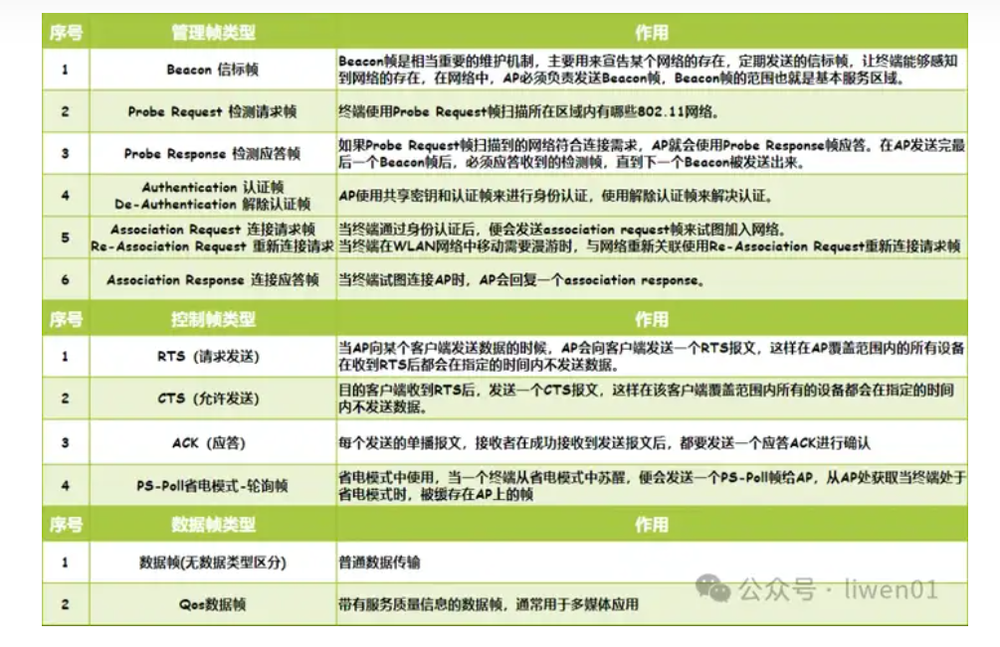 序号 管理帧类型 作用
1 Beacon 信标帧 Beacon帧是相当重要的维护机制，主要用来宣告某个网络的存在，定期发送的信标帧，让终端能够感知
到网络的存在，在网络中，AP必须负责发送Beacon帧，Beacon帧的范围也就是基本服务区域。
2 Probe Request 检测请求帧 终端使用Probe Request帧扫描所在区域内有哪些802.11网络。
3 Probe Response 检测应答帧 如果Probe Request帧扫描到的网络符合连接需求，AP就会使用Probe Response帧应答。在AP发送完最
后一个Beacon帧后，必须应答收到的检测帧，直到下一个Beacon被发送出来。
4 Authentication 认证帧
De-Authentication 解除认证帧 AP使用共享密钥和认证帧来进行身份认证，使用解除认证帧来解决认证。
5 Association Request 连接请求帧 当终端通过身份认证后，便会发送association request帧来试图加入网络。
Re-Association Request 重新连接请求 当终端在WLAN网络中移动需要漫游时，与网络重新关联使用Re-Association Request重新连接请求帧
6 Association Response 连接应答帧 当终端试图连接AP时，AP会回复一个association response。
序号 控制帧类型 作用
1 RTS（请求发送） 当AP向某个客户端发送数据的时候，AP会向客户端发送一个RTS报文，这样在AP覆盖范围内的所有设备
在收到RTS后都会在指定的时间内不发送数据。
2 CTS（允许发送） 目的客户端收到RTS后，发送一个CTS报文，这样在该客户端覆盖范围内所有的设备都会在指定的时间
内不发送数据。
3 ACK（应答） 每个发送的单播报文，接收者在成功接收到发送报文后，都要发送一个应答ACK进行确认
4 PS-Poll省电模式-轮询帧 省电模式中使用，当一个终端从省电模式中苏醒，便会发送一个PS-Poll帧给AP，从AP处获取当终端处于
省电模式时，被缓存在AP上的帧
序号 数据帧类型 作用
1 数据帧(无数据类型区分) 普通数据传输
2 Qos数据帧 带有服务质量信息的数据帧，通常用于多媒体应用
公众号 · liwen01